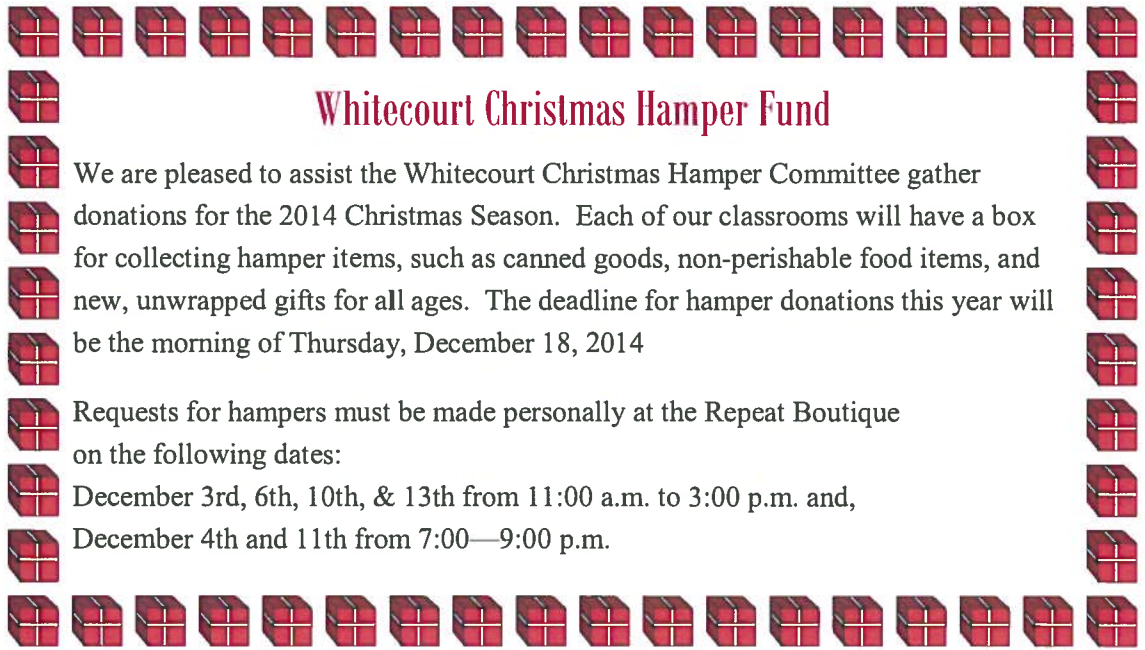 Whitecourt Christmas Hamper Fund
We are pleased to assist the Whitecourt Christmas Hamper Committee gather
donations for the 2014 Christmas Season.  Each of our classrooms will have a box
for collecting hamper items, such as canned goods, non-perishable food items, and
new, unwrapped gifts for all ages.  The deadline for hamper donations this year will
be the morning of Thursday, December 18, 2014
Requests for hampers must be made personally at the Repeat Boutique
on the following dates:
December 3rd, 6th, 10th, & 13th from 11:00 a.m. to 3:00 p.m. and,
December 4th and 11th from 7:00—9:00 p.m.